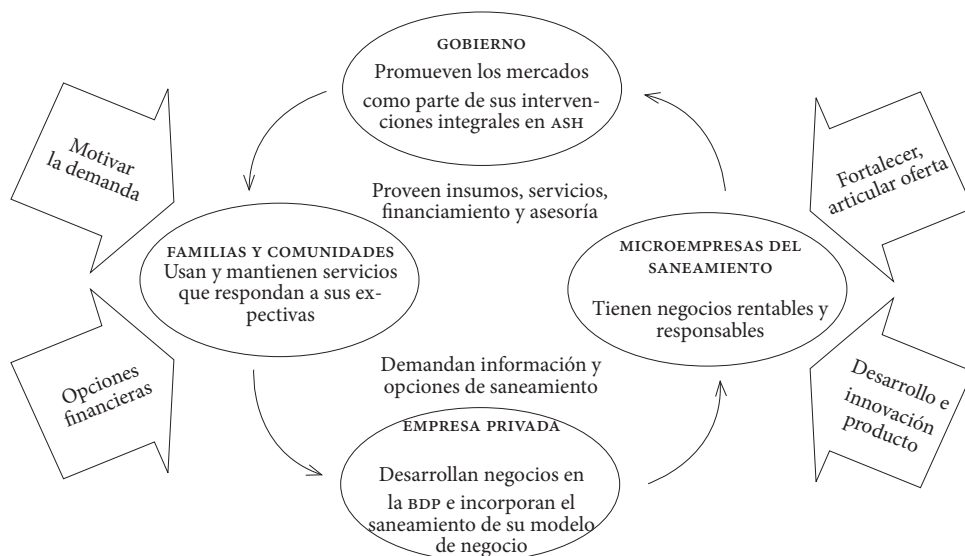 GOBIERNO
Promueven los mercados
como parte de sus interven-
ciones integrales en ASH
Motivar
la demanda
Fortalecer,
articular oferta
Proveen insumos, servicios,
financiamiento y asesoría
FAMILIAS Y COMUNIDADES
Usan y mantienen servicios
que respondan a sus ex-
pectivas
MICROEMPRESAS DEL
SANEAMIENTO
Tienen negocios rentables y
responsables
Opciones
financieras
Demandan información y
opciones de saneamiento
Desarrollo e
innovación
producto
EMPRESA PRIVADA
Desarrollan negocios en
la BDP e incorporan el
saneamiento de su modelo
de negocio